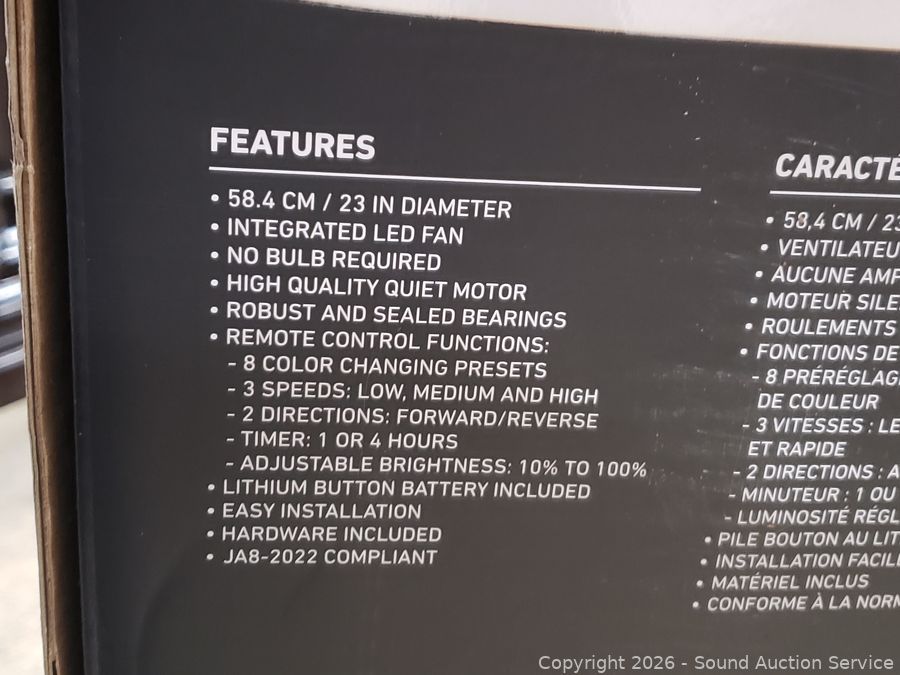 FEATURES
• 58.4 CM / 23 IN DIAMETER
• INTEGRATED LED FAN
• NO BULB REQUIRED
• HIGH QUALITY QUIET MOTOR
• ROBUST AND SEALED BEARINGS
• REMOTE CONTROL FUNCTIONS:
- 8 COLOR CHANGING PRESETS
- 3 SPEEDS: LOW, MEDIUM AND HIGH
- 2 DIRECTIONS: FORWARD/REVERSE
- TIMER: 1 OR 4 HOURS
- ADJUSTABLE BRIGHTNESS: 10% TO 100%
• LITHIUM BUTTON BATTERY INCLUDED
• EASY INSTALLATION
• HARDWARE INCLUDED
• JA8-2022 COMPLIANT
CARACTÉ
• 58,4 CM / 23
• VENTILATEU
• AUCUNE AMP
• MOTEUR SILE
• ROULEMENTS
• FONCTIONS DE
- 8 PRÉRÉGLAG
DE COULEUR
- 3 VITESSES : LE
ET RAPIDE
- 2 DIRECTIONS : A
- MINUTEUR : 1 OU
- LUMINOSITÉ RÉGL
• PILE BOUTON AU LIT
• INSTALLATION FACIL
• MATÉRIEL INCLUS
• CONFORME À LA NORM
Copyright 2026 - Sound Auction Service